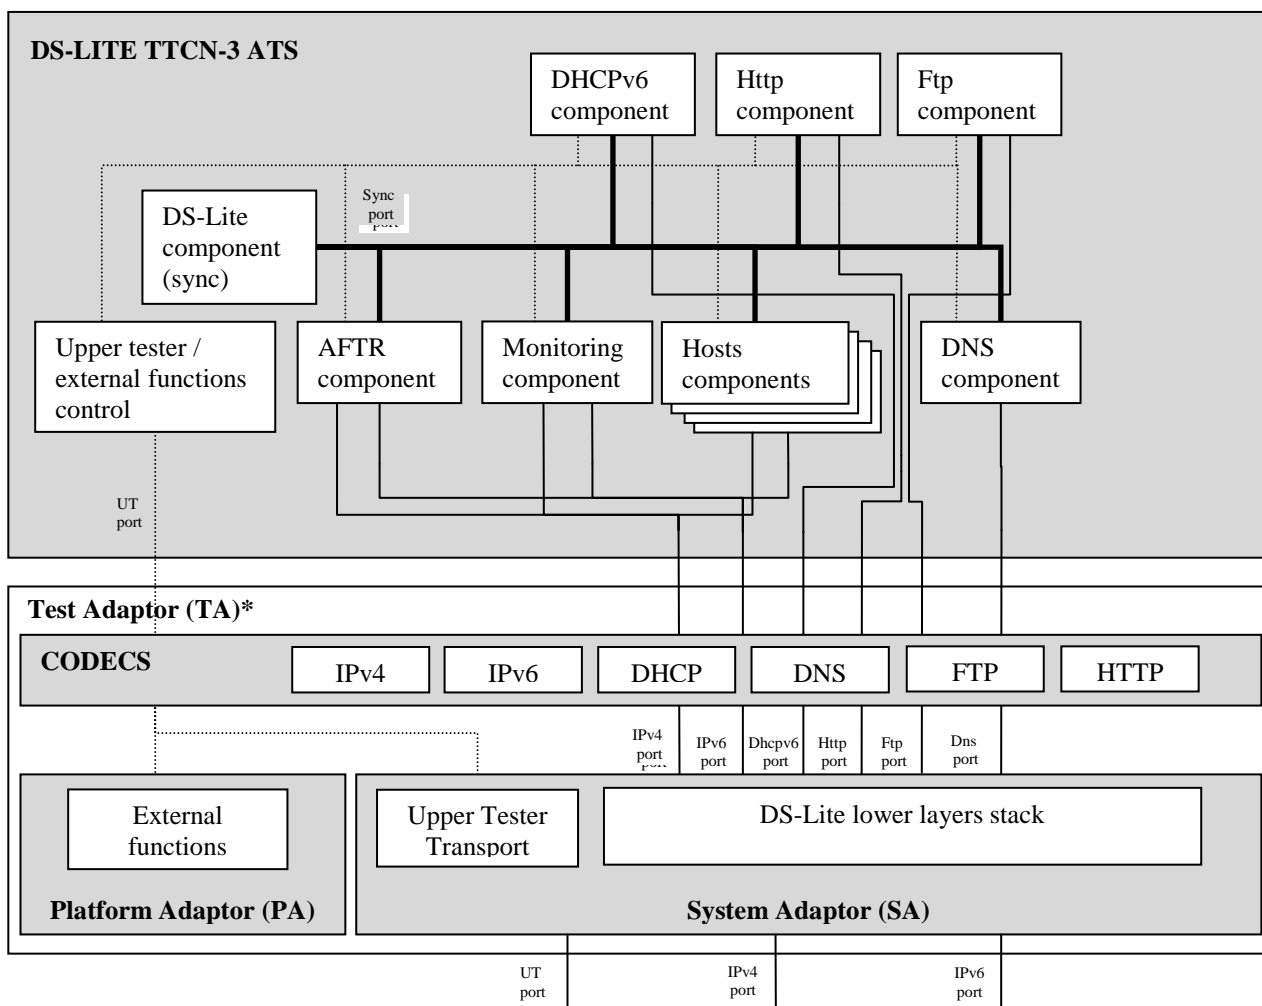 DS-LITE TTCN-3 ATS
DHCPv6
component
Http
component
Ftp
component
Sync
port
port
DS-Lite
component
(sync)
Upper tester /
external functions
control
AFTR
component
Monitoring
component
Hosts
components
DNS
component
UT
port
Test Adaptor (TA)*
CODECS
IPv4
IPv6
DHCP
DNS
FTP
HTTP
IPv4
port
port
IPv6
port
Dhcpv6
port
Http
port
Ftp
port
Dns
port
External
functions
Platform Adaptor (PA)
Upper Tester
Transport
DS-Lite lower layers stack
System Adaptor (SA)
UT
port
IPv4
port
IPv6
port